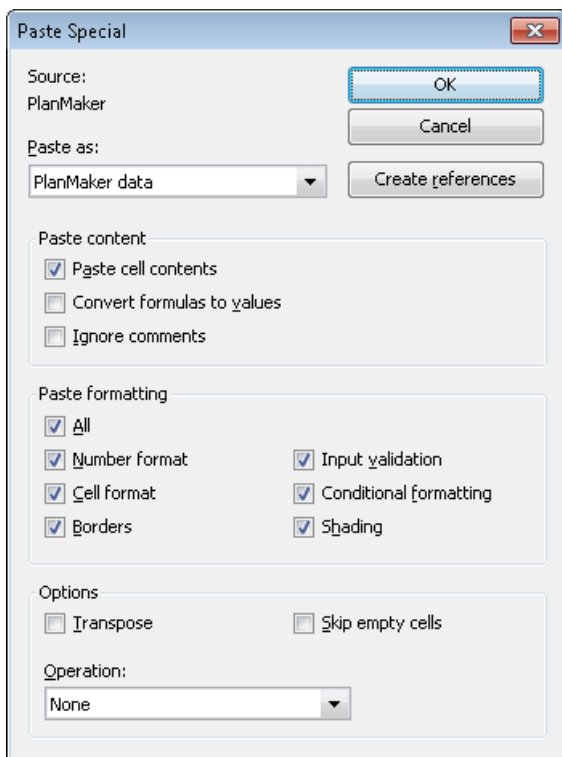 Paste Special
Source:
PlanMaker
OK
Cancel
Paste as:
PlanMaker data
Create references
Paste content
Paste cell contents
Convert formulas to values
Ignore comments
Paste formatting
All
Number format
Input validation
Cell format
Conditional formatting
Borders
Shading
Options
Transpose
Skip empty cells
Operation:
None